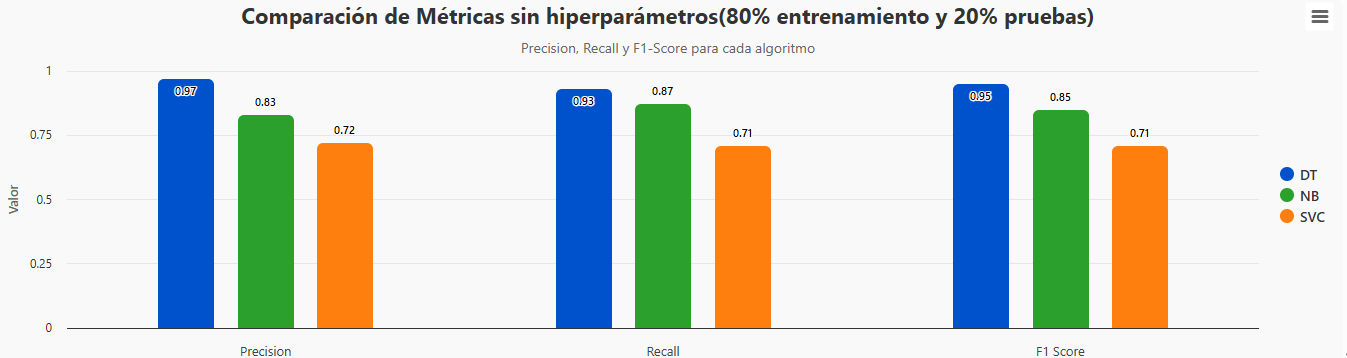 Comparación de Métricas sin hiperparámetros(80% entrenamiento y 20% pruebas)
Precision, Recall y F1-Score para cada algoritmo
Valor
1
0.75
0.5
0.25
0
0.97
0.83
0.72
0.93
0.87
0.71
0.95
0.85
0.71
Precision
Recall
F1 Score
DT
NB
SVC